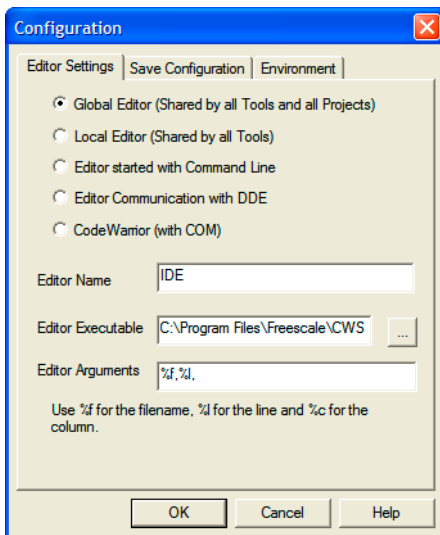 Configuration
Editor Settings Save Configuration Environment
Global Editor (Shared by all Tools and all Projects)
Local Editor (Shared by all Tools)
Editor started with Command Line
Editor Communication with DDE
CodeWarrior (with COM)
Editor Name IDE
Editor Executable C:\Program Files\Freescale\CWS ...
Editor Arguments %f,%l,
Use %f for the filename, %l for the line and %c for the
column.
OK Cancel Help